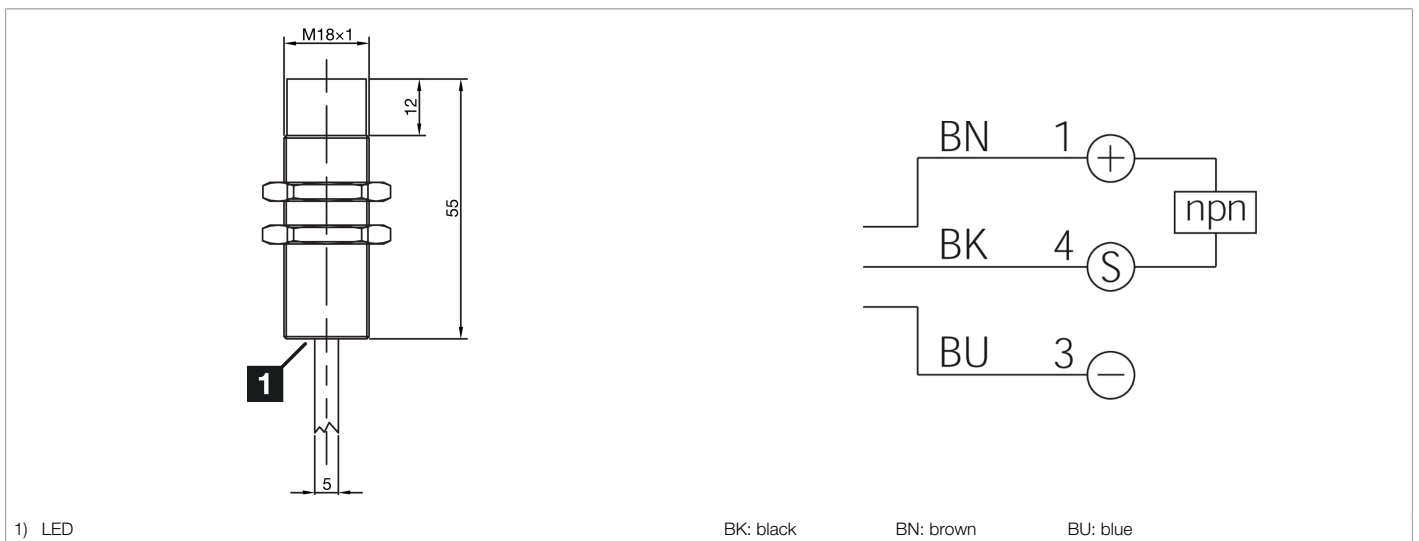 M18×1
12
55
1
5
BN 1 +
npn
BK 4 S
BU 3 −
1) LED
BK: black BN: brown BU: blue